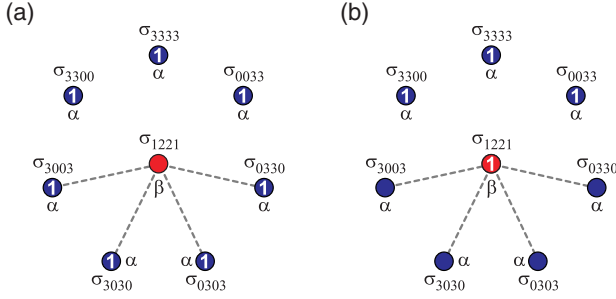 (a)
σ3333
1
α
σ3300
1
α
σ0033
1
α
σ1221
β
σ3003
1
α
σ0330
1
α
1 α
σ3030
α 1
σ0303
(b)
σ3333
1
α
σ3300
1
α
σ0033
1
α
σ1221
1
β
σ3003
α
σ0330
α
α
σ3030
α
σ0303